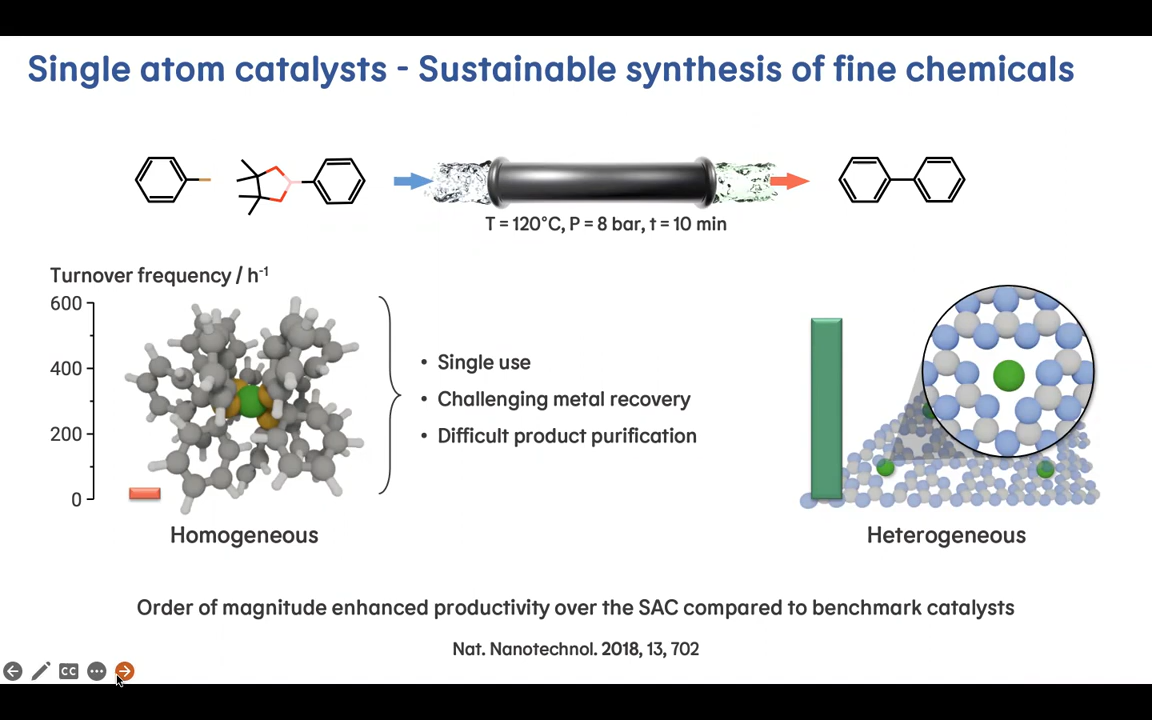 Single atom catalysts - Sustainable synthesis of fine chemicals
T = 120°C, P = 8 bar, t = 10 min
Turnover frequency / h⁻¹
600
400
200
0
• Single use
• Challenging metal recovery
• Difficult product purification
Homogeneous
Heterogeneous
Order of magnitude enhanced productivity over the SAC compared to benchmark catalysts
Nat. Nanotechnol. 2018, 13, 702
CC